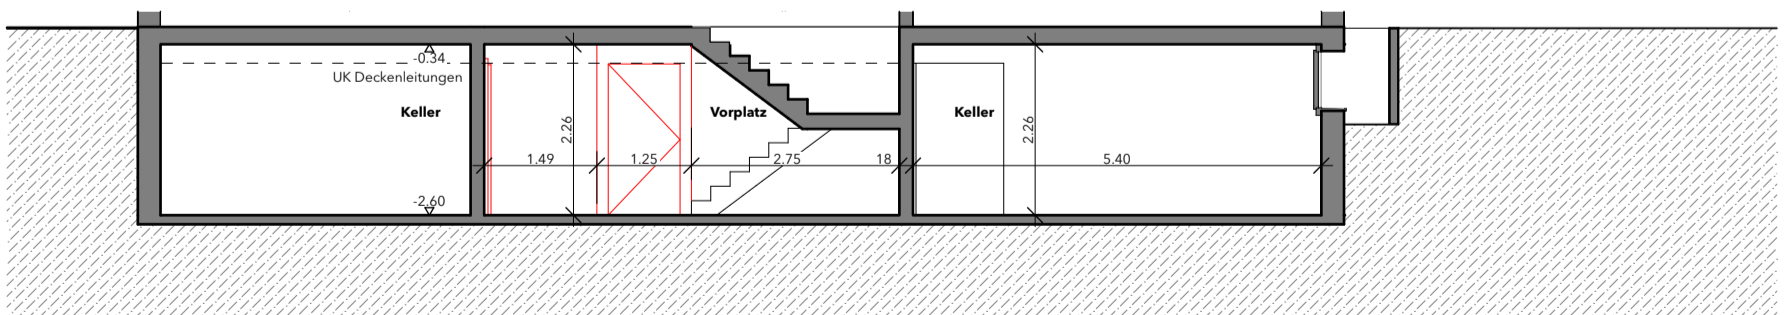 -0.34
UK Deckenleitungen
Keller
2.26
Vorplatz
Keller
2.26
1.49
1.25
2.75
18
5.40
-2.60